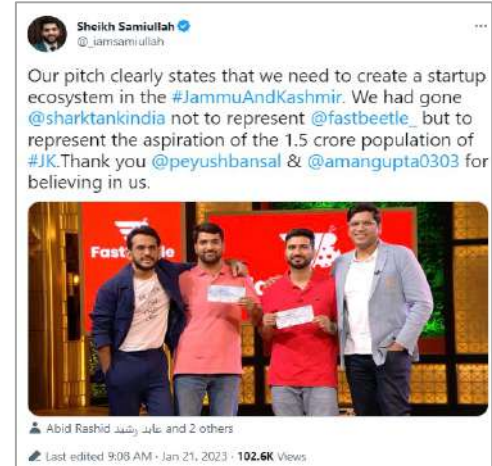 Sheikh Samiullah
@_iamsamiullah
Our pitch clearly states that we need to create a startup
ecosystem in the #JammuAndKashmir. We had gone
@sharktankindia not to represent @fastbeetle_ but to
represent the aspiration of the 1.5 crore population of
#JK.Thank you @peyushbansal & @amangupta0303 for
believing in us.
Abid Rashid عابد رشید and 2 others
Last edited 9:08 AM · Jan 21, 2023 · 102.6K Views